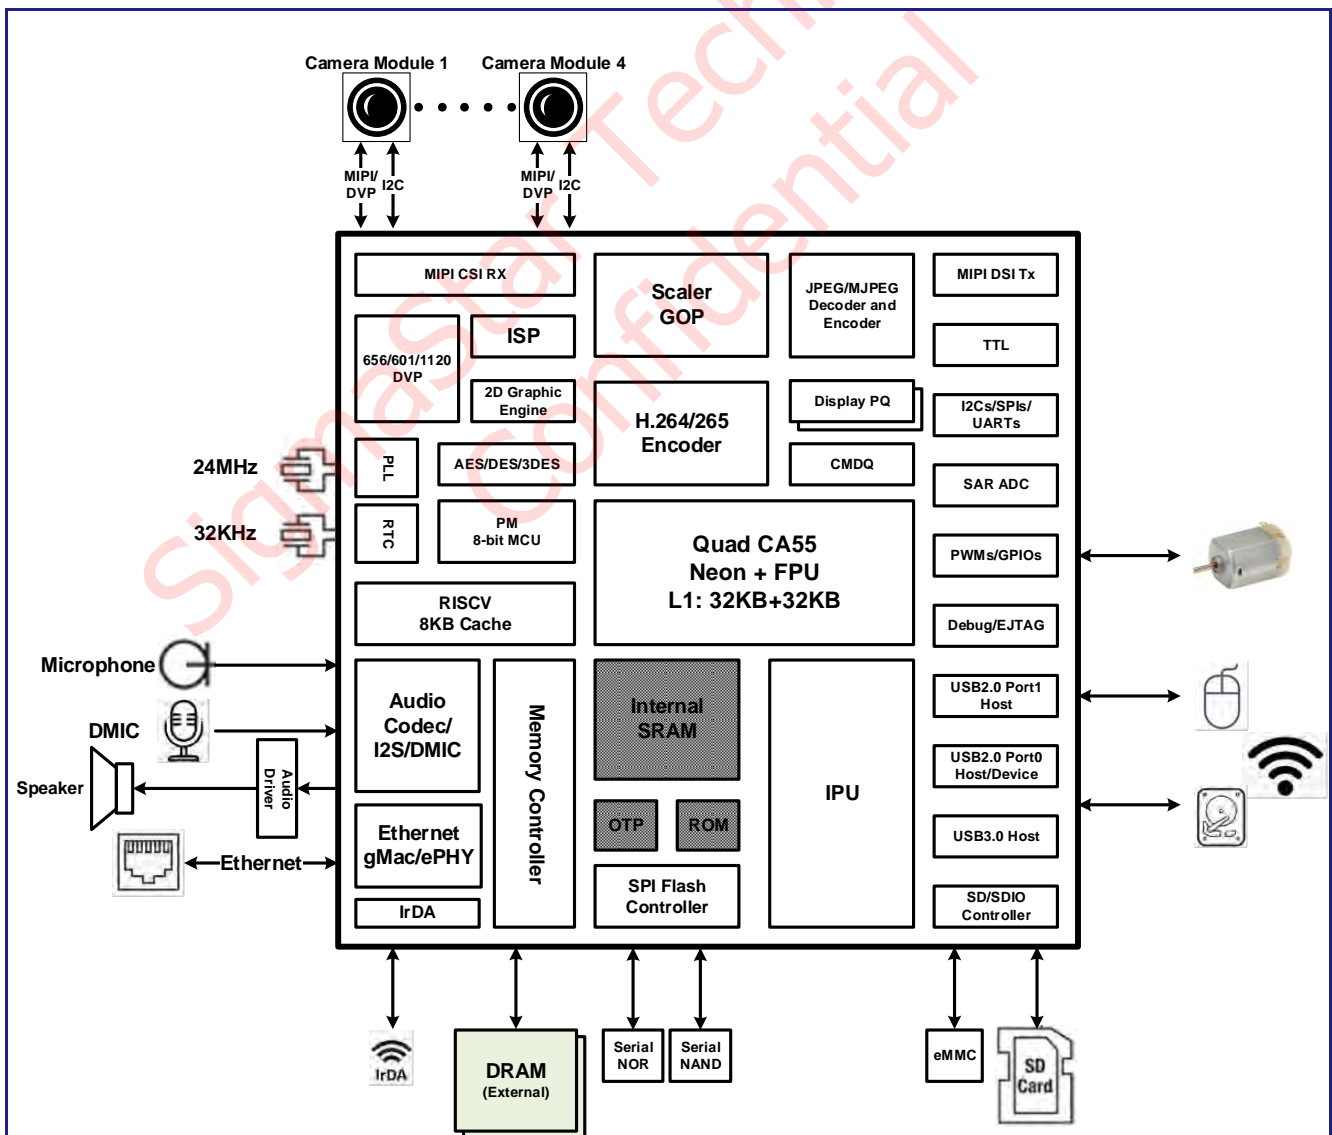 Camera Module 1
Camera Module 4
MIPI/
DVP
I2C
MIPI/
DVP
I2C
MIPI CSI RX
Scaler
GOP
JPEG/MJPEG
Decoder and
Encoder
MIPI DSI Tx
656/601/1120
DVP
ISP
TTL
2D Graphic
Engine
H.264/265
Encoder
Display PQ
I2Cs/SPIs/
UARTs
24MHz
PLL
AES/DES/3DES
CMDQ
SAR ADC
32KHz
RTC
PM
8-bit MCU
Quad CA55
Neon + FPU
L1: 32KB+32KB
PWMs/GPIOs
RISCV
8KB Cache
Debug/EJTAG
Microphone
DMIC
Speaker
Audio
Driver
Audio
Codec/
I2S/DMIC
Memory Controller
Internal
SRAM
IPU
USB2.0 Port1
Host
USB2.0 Port0
Host/Device
Ethernet
Ethernet
gMac/ePHY
OTP
ROM
USB3.0 Host
IrDA
SPI Flash
Controller
SD/SDIO
Controller
IrDA
DRAM
(External)
Serial
NOR
Serial
NAND
eMMC
SD
Card
SigmaStar Tech
Confidential